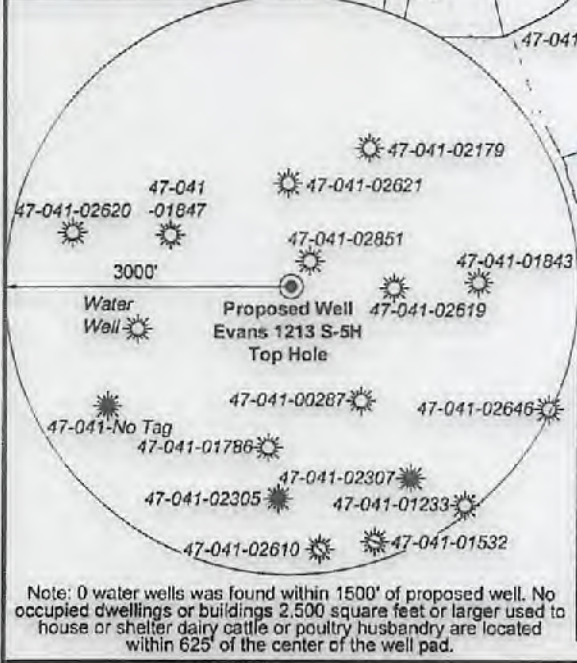 47-041
47-041-02179
47-041-02621
47-041
-01847
47-041-02620
47-041-02851
47-041-01843
3000'
47-041-02619
Water
Well
Proposed Well
Evans 1213 S-5H
Top Hole
47-041-00287
47-041-02646
47-041-No Tag
47-041-01786
47-041-02307
47-041-02305
47-041-01233
47-041-02610
47-041-01532
Note: 0 water wells was found within 1500' of proposed well. No
occupied dwellings or buildings 2,500 square feet or larger used to
house or shelter dairy cattle or poultry husbandry are located
within 625' of the center of the well pad.